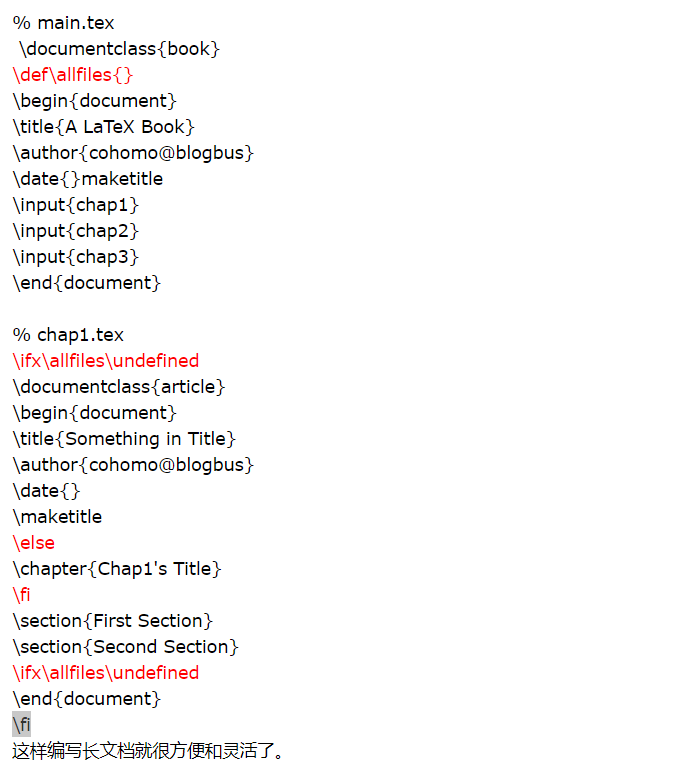 % main.tex
\documentclass{book}
\def\allfiles{}
\begin{document}
\title{A LaTeX Book}
\author{cohomo@blogbus}
\date{}maketitle
\input{chap1}
\input{chap2}
\input{chap3}
\end{document}
% chap1.tex
\ifx\allfiles\undefined
\documentclass{article}
\begin{document}
\title{Something in Title}
\author{cohomo@blogbus}
\date{}
\maketitle
\else
\chapter{Chap1's Title}
\fi
\section{First Section}
\section{Second Section}
\ifx\allfiles\undefined
\end{document}
\fi
这样编写长文档就很方便和灵活了。